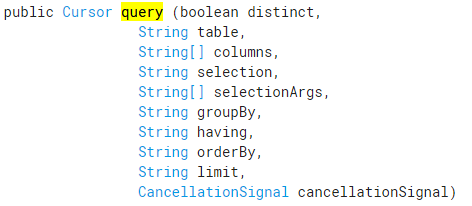 public Cursor query (boolean distinct,
String table,
String[] columns,
String selection,
String[] selectionArgs,
String groupBy,
String having,
String orderBy,
String limit,
CancellationSignal cancellationSignal)